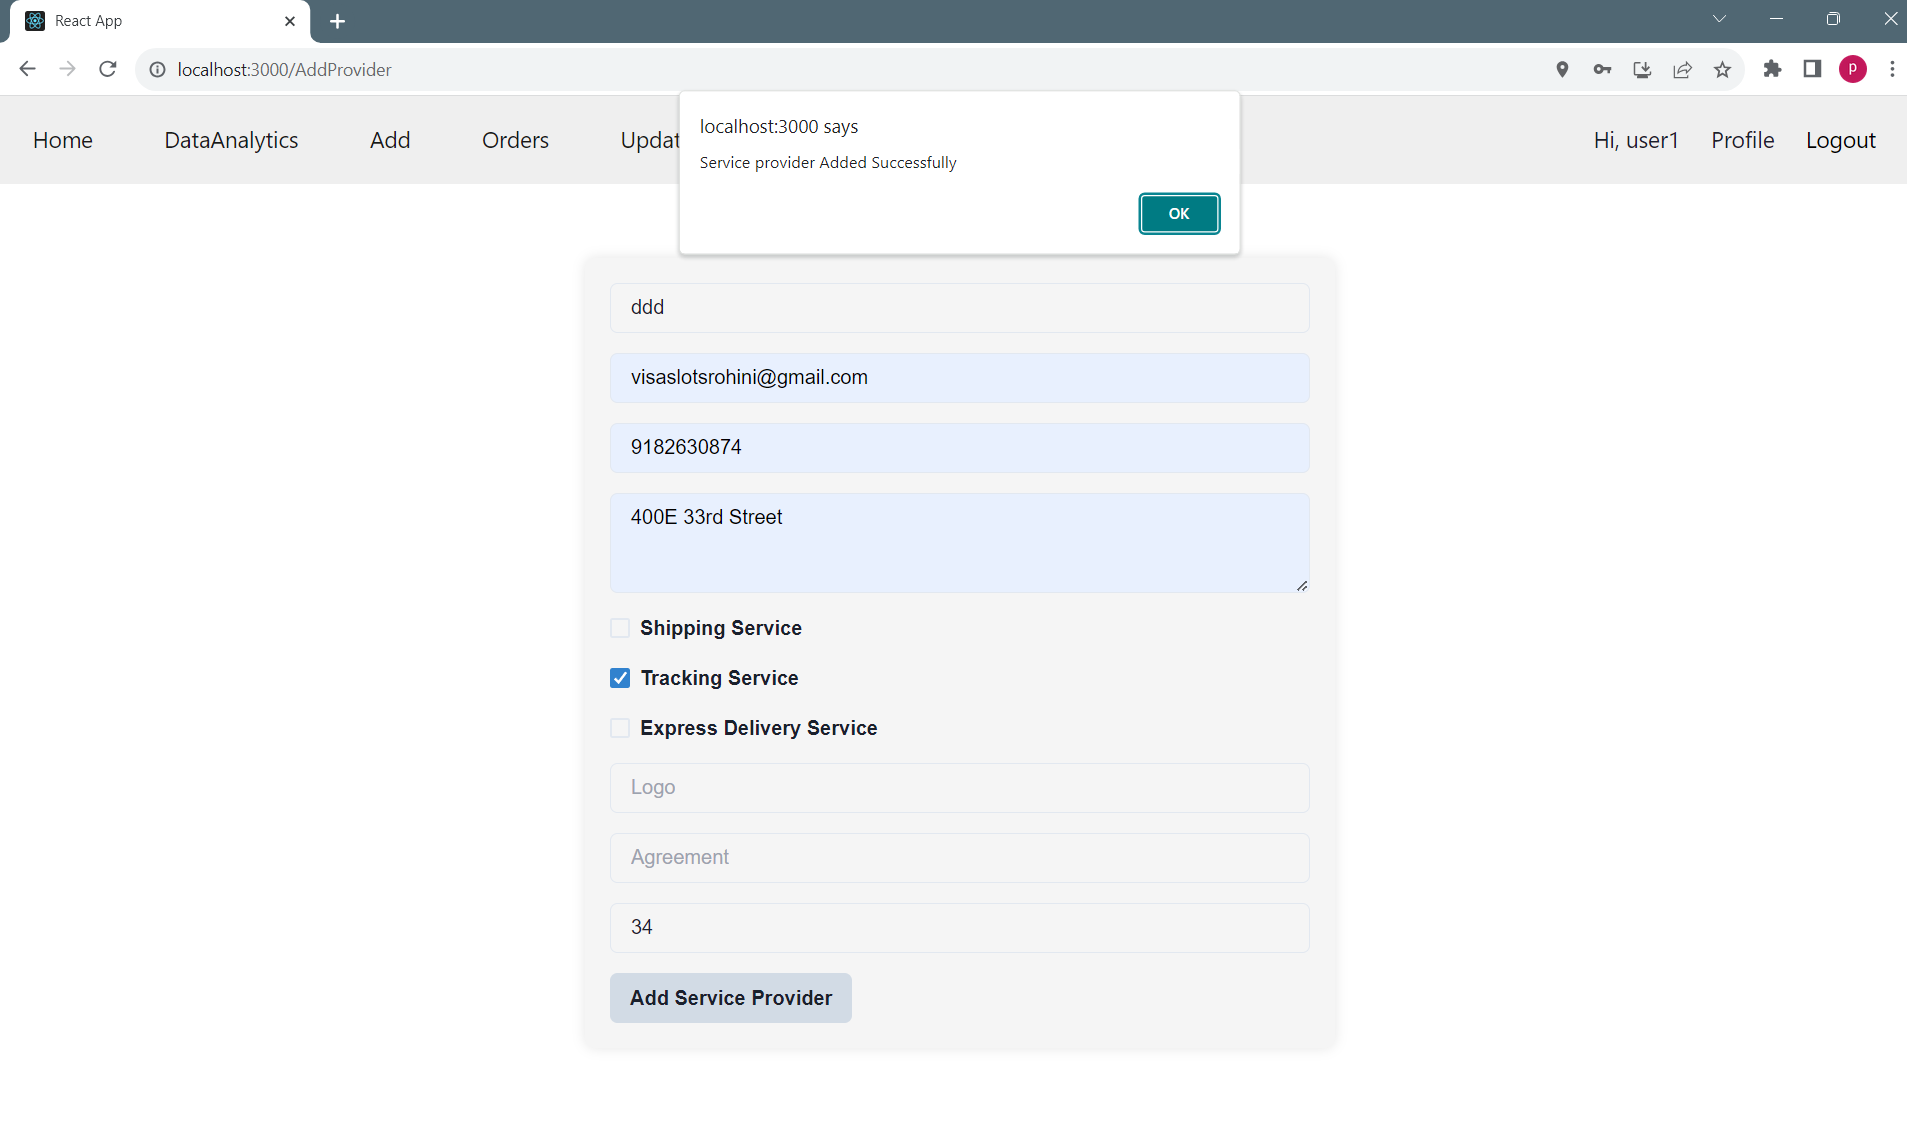 React App
localhost:3000/AddProvider
P
Home DataAnalytics Add Orders Updat Hi, user1 Profile Logout
localhost:3000 says
Service provider Added Successfully
OK
ddd
visaslotsrohini@gmail.com
9182630874
400E 33rd Street
Shipping Service
Tracking Service
Express Delivery Service
Logo
Agreement
34
Add Service Provider